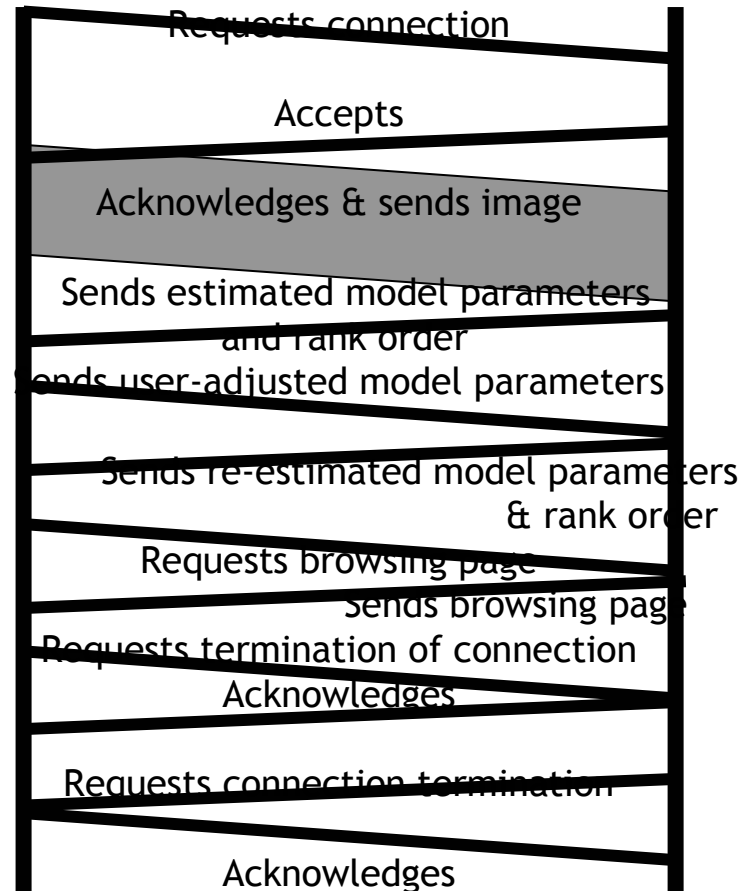 Requests connection
Accepts
Acknowledges & sends image
Sends estimated model parameters
and rank order
Sends user-adjusted model parameters
Sends re-estimated model parameters
& rank order
Requests browsing page
Sends browsing page
Requests termination of connection
Acknowledges
Requests connection termination
Acknowledges